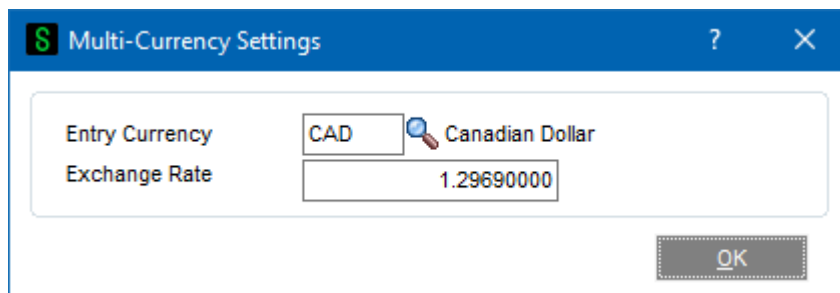 S Multi-Currency Settings ? ×
Entry Currency CAD Canadian Dollar
Exchange Rate 1.29690000
OK